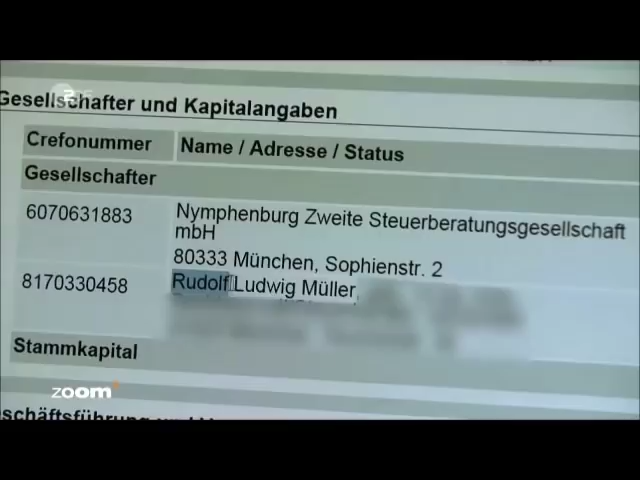 Gesellschafter und Kapitalangaben
Crefonummer
Name / Adresse / Status
Gesellschafter
6070631883
Nymphenburg Zweite Steuerberatungsgesellschaft
mbH
80333 München, Sophienstr. 2
8170330458
Rudolf Ludwig Müller
Stammkapital
zoom